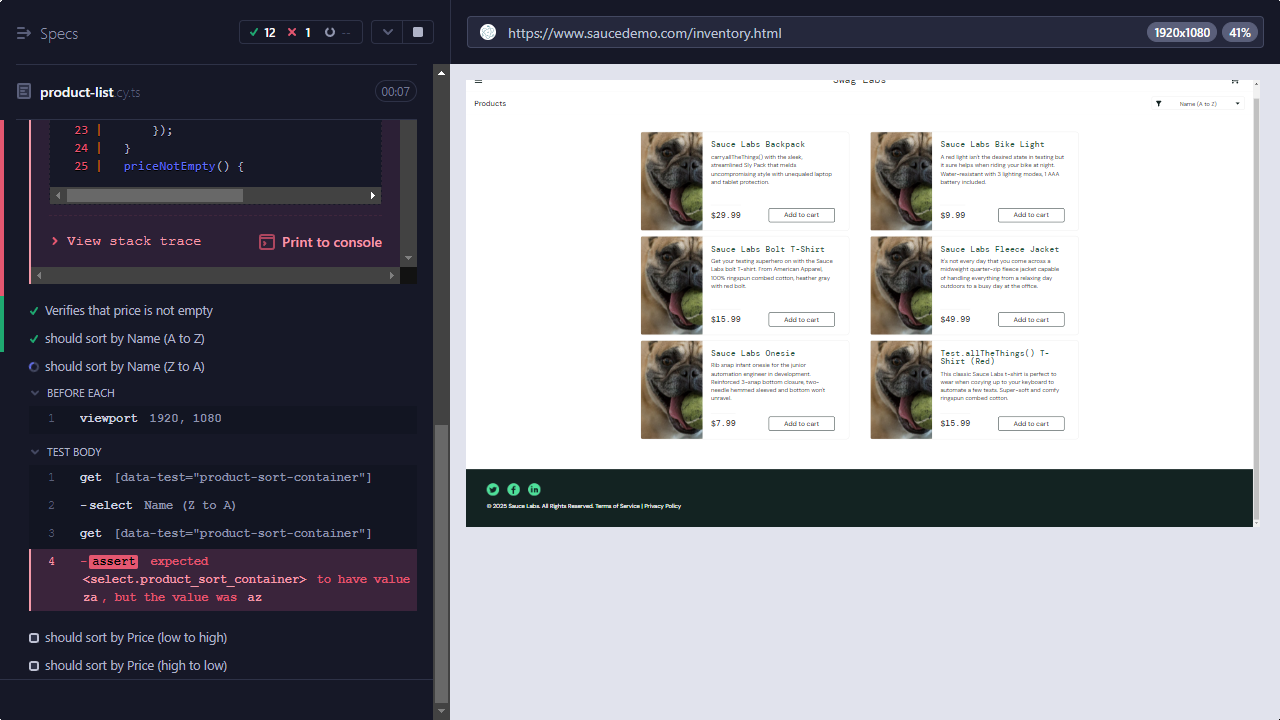 Specs
12
1
--
https://www.saucedemo.com/inventory.html
1920x1080
41%
product-list.cy.ts
00:07
23 | });
24 | }
25 | priceNotEmpty() {
> View stack trace
Print to console
Verifies that price is not empty
should sort by Name (A to Z)
should sort by Name (Z to A)
1 viewport 1920, 1080
TEST BODY
1 get [data-test="product-sort-container"]
2 -select Name (Z to A)
3 get [data-test="product-sort-container"]
4 -assert expected
<select.product_sort_container> to have value
za, but the value was az
should sort by Price (low to high)
should sort by Price (high to low)
Swag Labs
Products
Name (A to Z)
Sauce Labs Backpack
carry.allTheThings() with the sleek,
streamlined Sly Pack that melds
uncompromising style with unequaled laptop
and tablet protection.
$29.99
Add to cart
Sauce Labs Bike Light
A red light isn't the desired state in testing but
it sure helps when riding your bike at night.
Water-resistant with 3 lighting modes, 1 AAA
battery included.
$9.99
Add to cart
Sauce Labs Bolt T-Shirt
Get your testing superhero on with the Sauce
Labs bolt T-shirt. From American Apparel,
100% ringspun combed cotton, heather gray
with red bolt.
$15.99
Add to cart
Sauce Labs Fleece Jacket
It's not every day that you come across a
midweight quarter-zip fleece jacket capable
of handling everything from a relaxing day
outdoors to a busy day at the office.
$49.99
Add to cart
Sauce Labs Onesie
Rib snap infant onesie for the junior
automation engineer in development.
Reinforced 3-snap bottom closure, two-
needle hemmed sleeved and bottom won't
unravel.
$7.99
Add to cart
Test.allTheThings() T-
Shirt (Red)
This classic Sauce Labs t-shirt is perfect to
wear when cozying up to your keyboard to
automate a few tests. Super-soft and comfy
ringspun combed cotton.
$15.99
Add to cart
© 2025 Sauce Labs. All Rights Reserved. Terms of Service | Privacy Policy